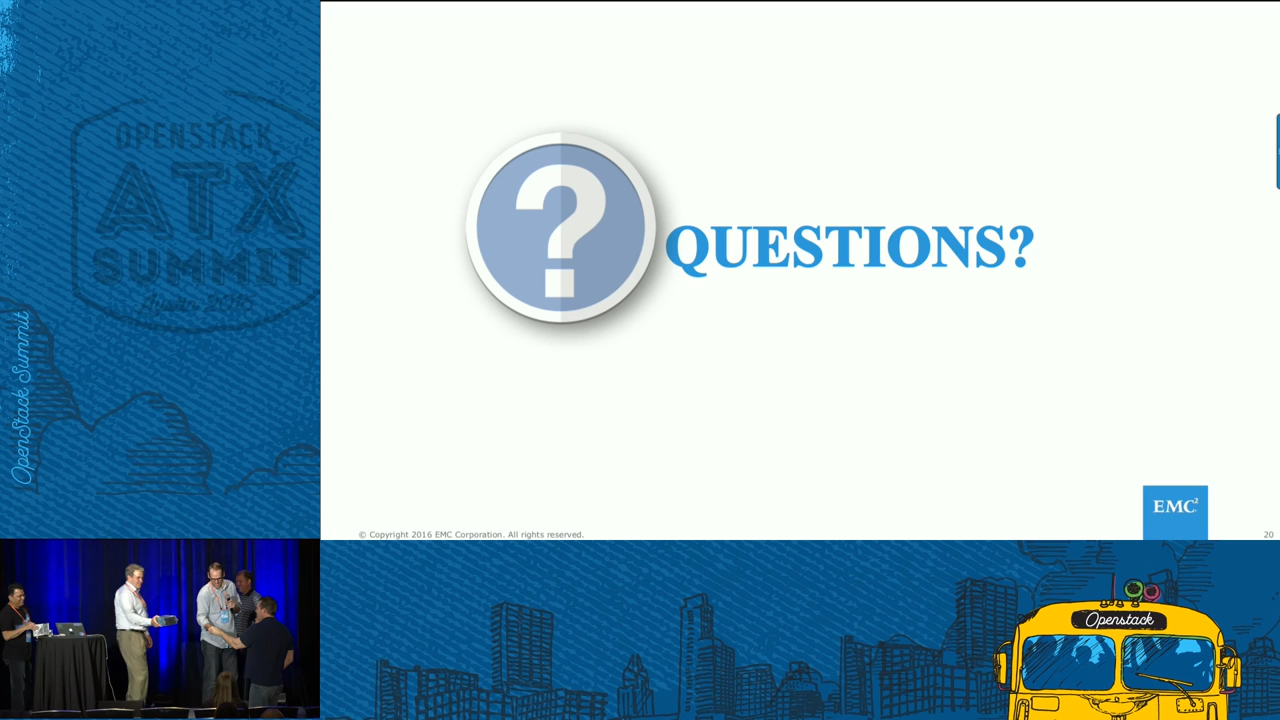 OPENSTACK
ATX
SUMMIT
Austin 2016
OpenStack Summit
?
QUESTIONS?
EMC²
© Copyright 2016 EMC Corporation. All rights reserved.
20
Openstack